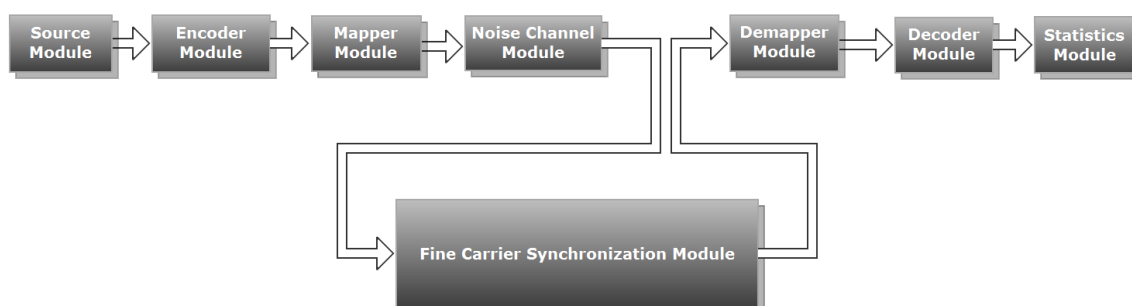 Source
Module
Encoder
Module
Mapper
Module
Noise Channel
Module
Demapper
Module
Decoder
Module
Statistics
Module
Fine Carrier Synchronization Module